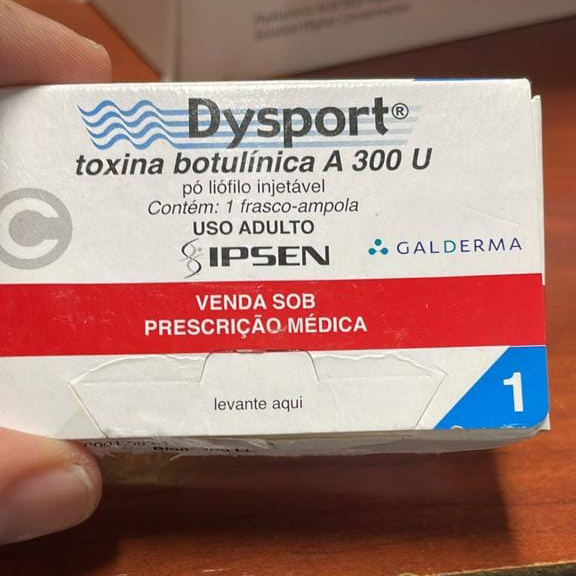 Dysport®
toxina botulínica A 300 U
pó liófilo injetável
Contém: 1 frasco-ampola
USO ADULTO
IPSEN
GALDERMA
C
VENDA SOB
PRESCRIÇÃO MÉDICA
levante aqui
1